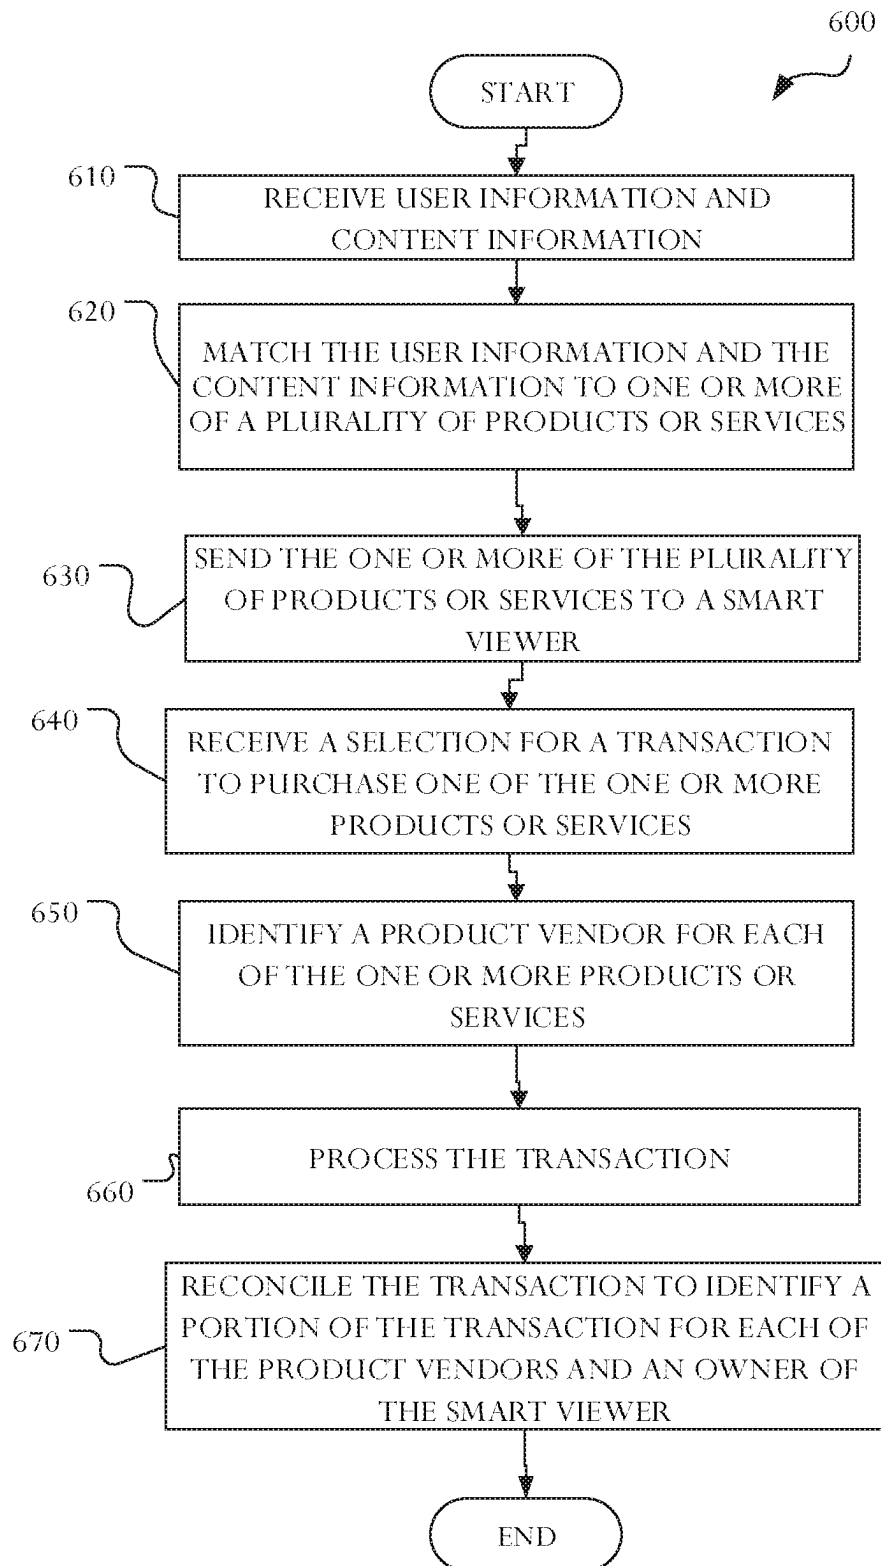 600
START
610
RECEIVE USER INFORMATION AND
CONTENT INFORMATION
620
MATCH THE USER INFORMATION AND THE
CONTENT INFORMATION TO ONE OR MORE
OF A PLURALITY OF PRODUCTS OR SERVICES
630
SEND THE ONE OR MORE OF THE PLURALITY
OF PRODUCTS OR SERVICES TO A SMART
VIEWER
640
RECEIVE A SELECTION FOR A TRANSACTION
TO PURCHASE ONE OF THE ONE OR MORE
PRODUCTS OR SERVICES
650
IDENTIFY A PRODUCT VENDOR FOR EACH
OF THE ONE OR MORE PRODUCTS OR
SERVICES
660
PROCESS THE TRANSACTION
670
RECONCILE THE TRANSACTION TO IDENTIFY A
PORTION OF THE TRANSACTION FOR EACH OF
THE PRODUCT VENDORS AND AN OWNER OF
THE SMART VIEWER
END